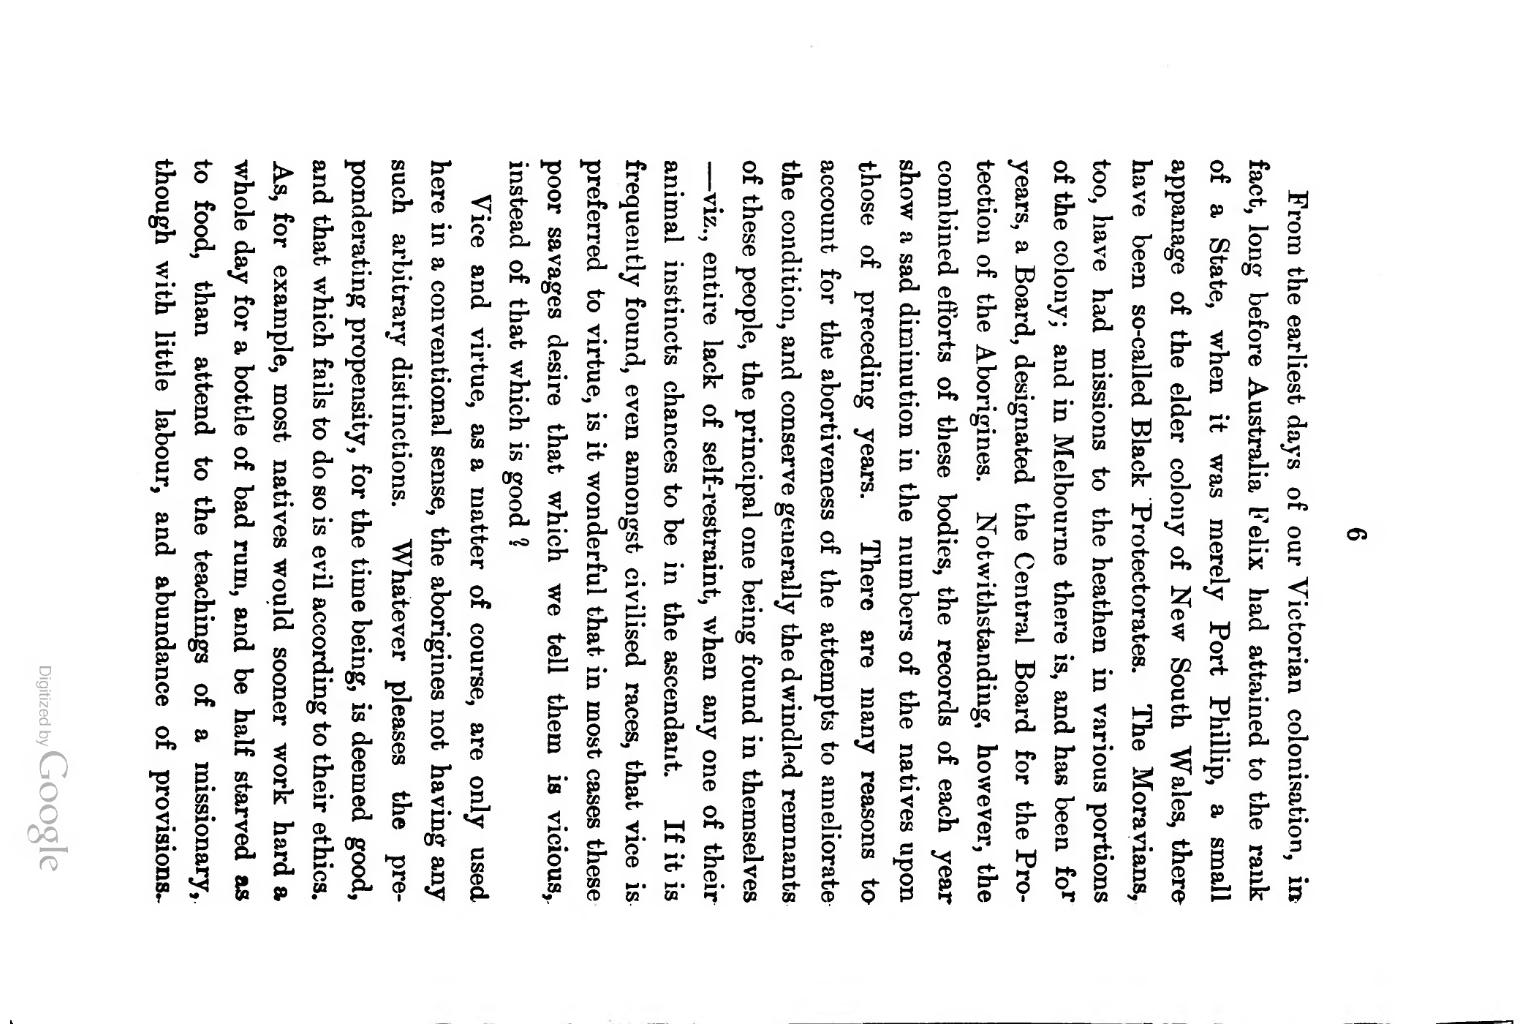 6
From the earliest days of our Victorian colonisation, in
fact, long before Australia Felix had attained to the rank
of a State, when it was merely Port Phillip, a small
appanage of the elder colony of New South Wales, there
have been so-called Black Protectorates. The Moravians,
too, have had missions to the heathen in various portions
of the colony; and in Melbourne there is, and has been for
years, a Board, designated the Central Board for the Pro-
tection of the Aborigines. Notwithstanding, however, the
combined efforts of these bodies, the records of each year
show a sad diminution in the numbers of the natives upon
those of preceding years. There are many reasons to
account for the abortiveness of the attempts to ameliorate
the condition, and conserve generally the dwindled remnants
of these people, the principal one being found in themselves
—viz., entire lack of self-restraint, when any one of their
animal instincts chances to be in the ascendant. If it is
frequently found, even amongst civilised races, that vice is
preferred to virtue, is it wonderful that in most cases these
poor savages desire that which we tell them is vicious,
instead of that which is good ?
Vice and virtue, as a matter of course, are only used
here in a conventional sense, the aborigines not having any
such arbitrary distinctions. Whatever pleases the pre-
ponderating propensity, for the time being, is deemed good,
and that which fails to do so is evil according to their ethics.
As, for example, most natives would sooner work hard a
whole day for a bottle of bad rum, and be half starved as
to food, than attend to the teachings of a missionary,
though with little labour, and abundance of provisions.
Digitized by Google